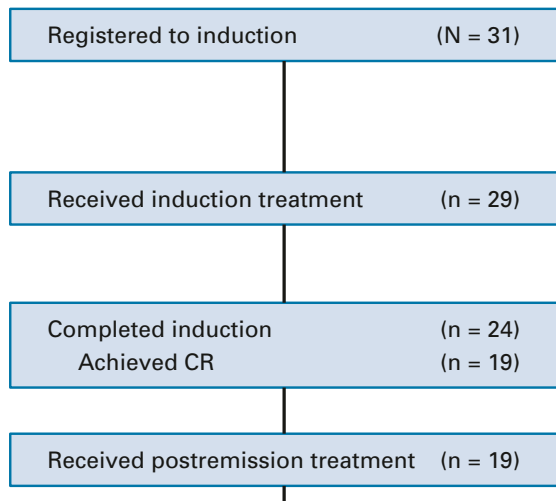 Registered to induction (N = 31)
Received induction treatment (n = 29)
Completed induction (n = 24)
Achieved CR (n = 19)
Received postremission treatment (n = 19)